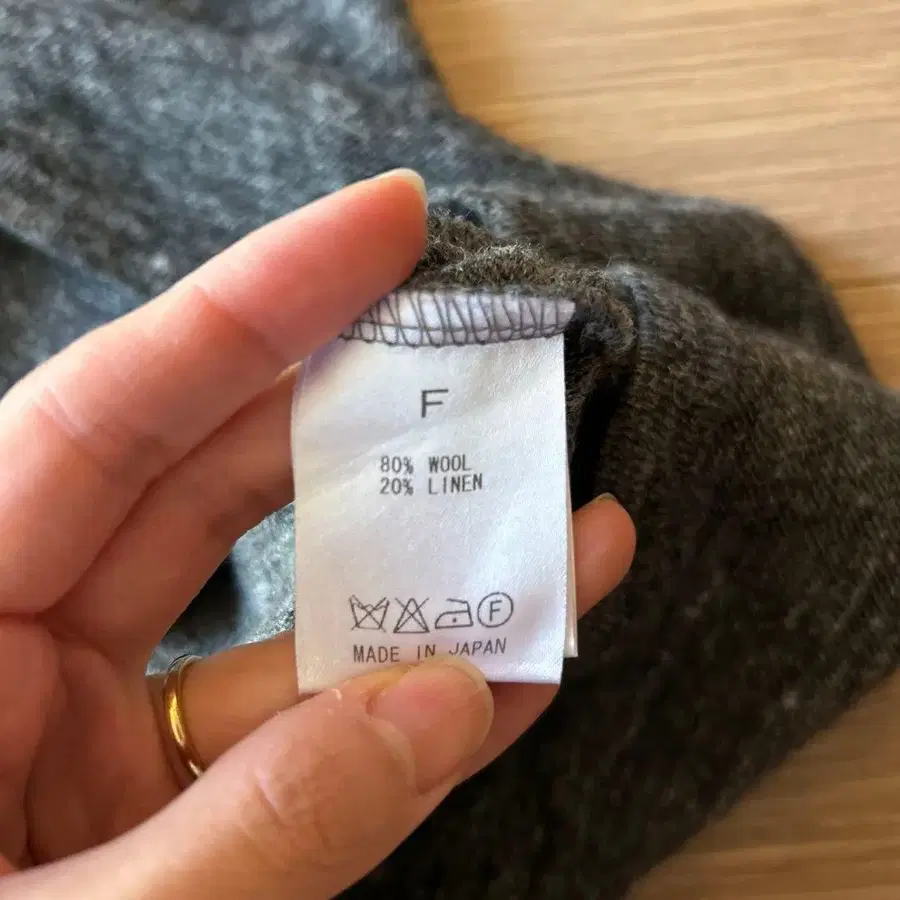 F
80% WOOL
20% LINEN
F
MADE IN JAPAN